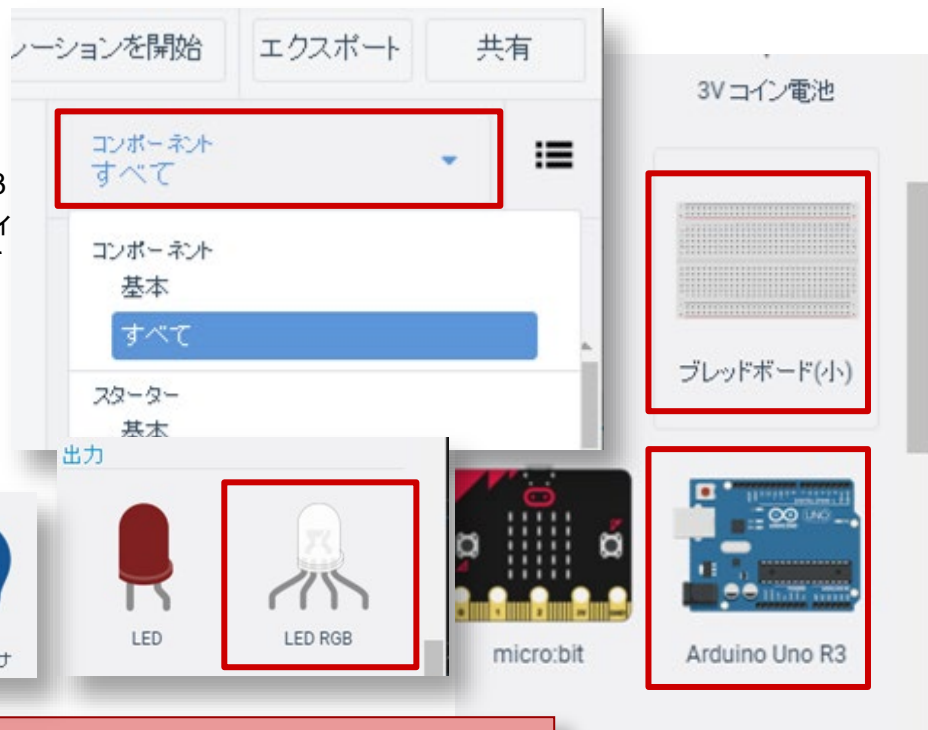 ーションを開始
エクスポート
共有
コンポーネント
すべて
コンポーネント
基本
すべて
スターター
基本
出力
LED
LED RGB
3V コイン電池
ブレッドボード(小)
micro:bit
Arduino Uno R3
UNO